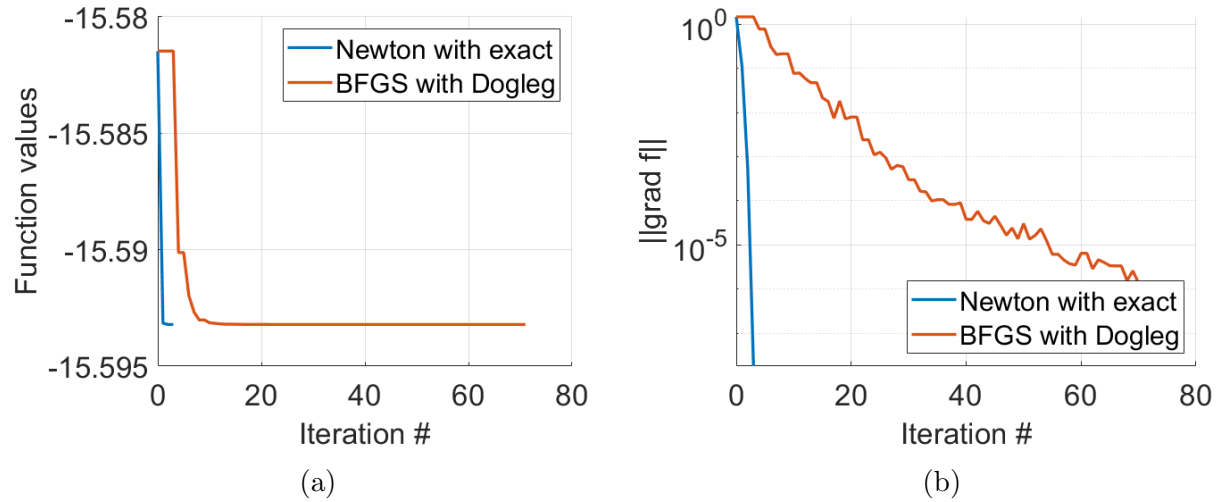 Function values
-15.58
-15.585
-15.59
-15.595
0
20
40
60
80
Iteration #
Newton with exact
BFGS with Dogleg
(a)
||grad f||
10^0
10^-5
0
20
40
60
80
Iteration #
Newton with exact
BFGS with Dogleg
(b)